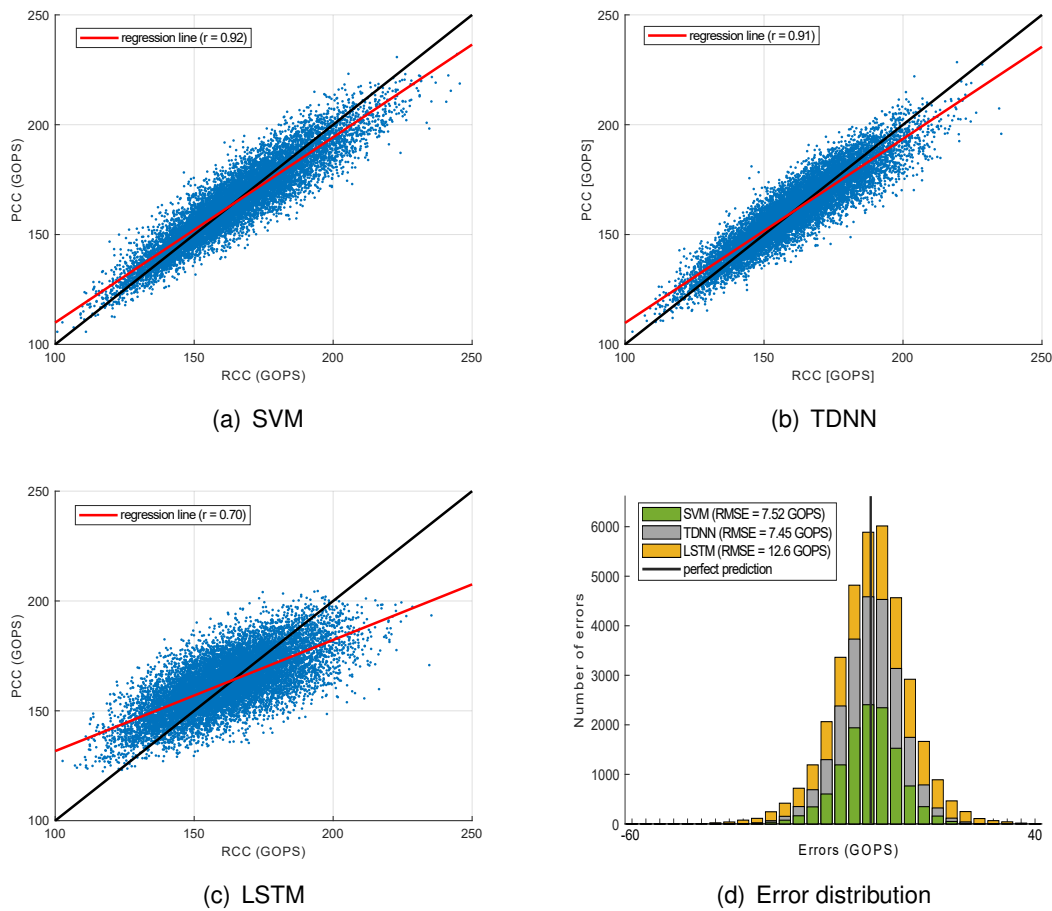 250
200
150
100
PCC (GOPS)
regression line (r = 0.92)
100
150
200
250
RCC (GOPS)
(a) SVM
250
200
150
100
PCC [GOPS]
regression line (r = 0.91)
100
150
200
250
RCC [GOPS]
(b) TDNN
250
200
150
100
PCC (GOPS)
regression line (r = 0.70)
100
150
200
250
RCC (GOPS)
(c) LSTM
6000
5000
4000
3000
2000
1000
0
Number of errors
SVM (RMSE = 7.52 GOPS)
TDNN (RMSE = 7.45 GOPS)
LSTM (RMSE = 12.6 GOPS)
perfect prediction
-60
40
Errors (GOPS)
(d) Error distribution